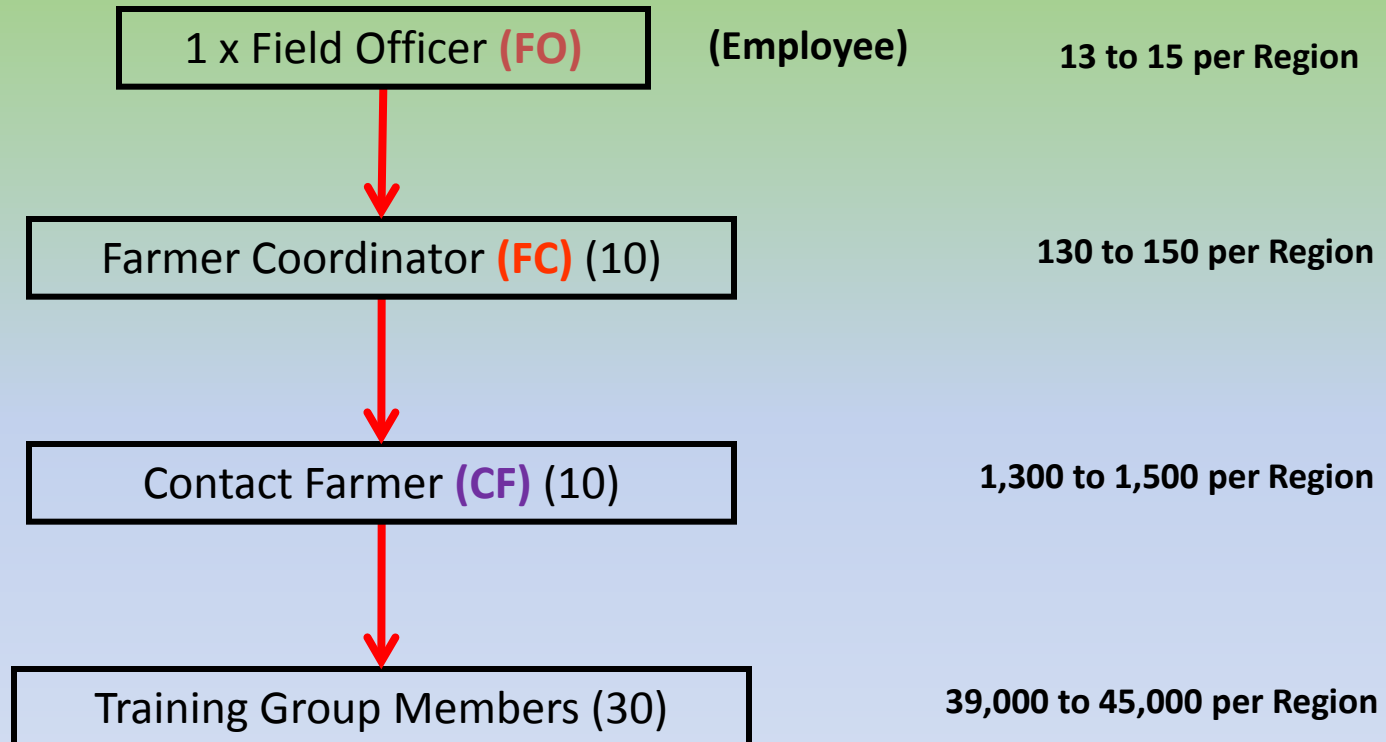 1 x Field Officer (FO)
(Employee)
13 to 15 per Region
Farmer Coordinator (FC) (10)
130 to 150 per Region
Contact Farmer (CF) (10)
1,300 to 1,500 per Region
Training Group Members (30)
39,000 to 45,000 per Region